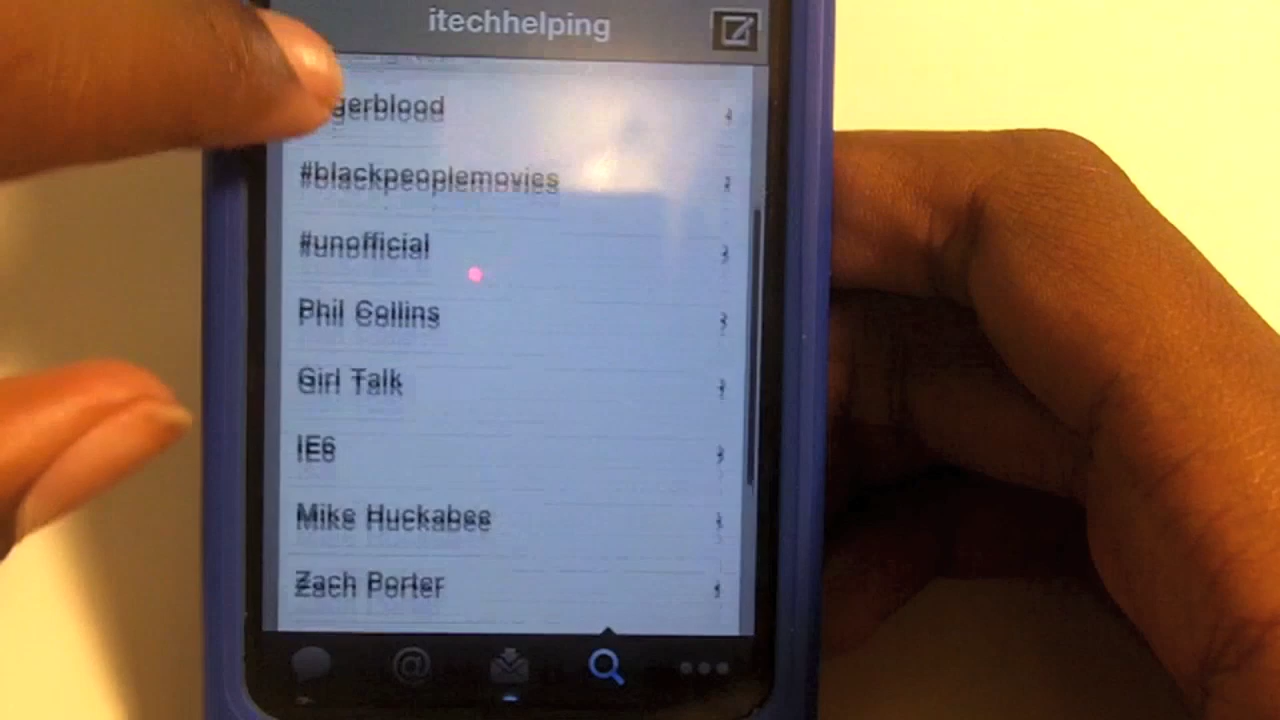 itechhelping
gerblood
#blackpeoplemovies
#unofficial
Phil Collins
Girl Talk
IE6
Mike Huckabee
Zach Porter